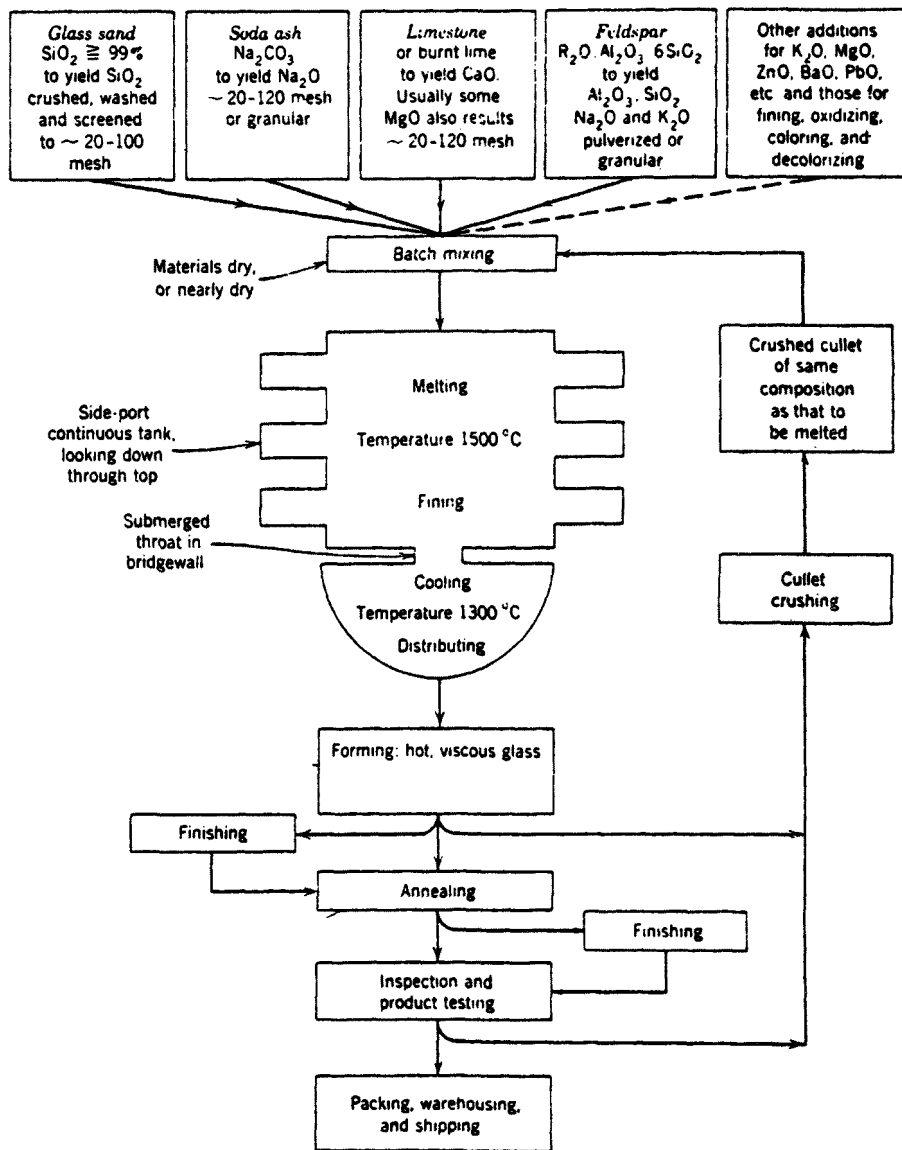 Glass sand
SiO₂ ≧ 99%
to yield SiO₂
crushed, washed
and screened
to ~ 20-100
mesh
Soda ash
Na₂CO₃
to yield Na₂O
~ 20-120 mesh
or granular
Limestone
or burnt lime
to yield CaO.
Usually some
MgO also results
~ 20-120 mesh
Feldspar
R₂O.Al₂O₃ 6SiO₂
to yield
Al₂O₃. SiO₂
Na₂O and K₂O
pulverized or
granular
Other additions
for K₂O, MgO,
ZnO, BaO, PbO,
etc and those for
fining, oxidizing,
coloring, and
decolorizing
Batch mixing
Materials dry,
or nearly dry
Melting
Temperature 1500 °C
Fining
Side-port
continuous tank,
looking down
through top
Submerged
throat in
bridgewall
Crushed cullet
of same
composition
as that to
be melted
Cooling
Temperature 1300 °C
Distributing
Cullet
crushing
Forming: hot, viscous glass
Finishing
Annealing
Finishing
Inspection and
product testing
Packing, warehousing,
and shipping